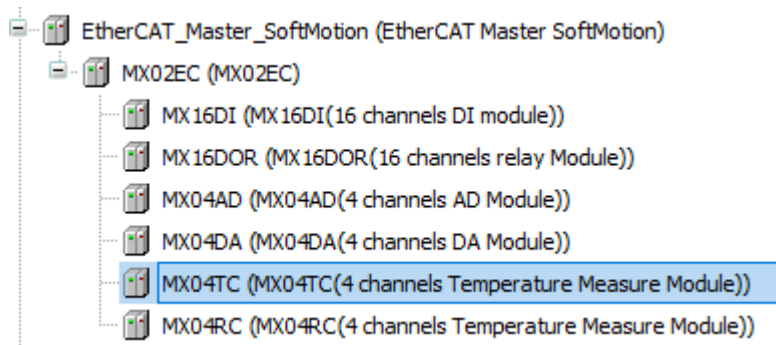 EtherCAT_Master_SoftMotion (EtherCAT Master SoftMotion)
MX02EC (MX02EC)
MX16DI (MX16DI(16 channels DI module))
MX16DOR (MX16DOR(16 channels relay Module))
MX04AD (MX04AD(4 channels AD Module))
MX04DA (MX04DA(4 channels DA Module))
MX04TC (MX04TC(4 channels Temperature Measure Module))
MX04RC (MX04RC(4 channels Temperature Measure Module))